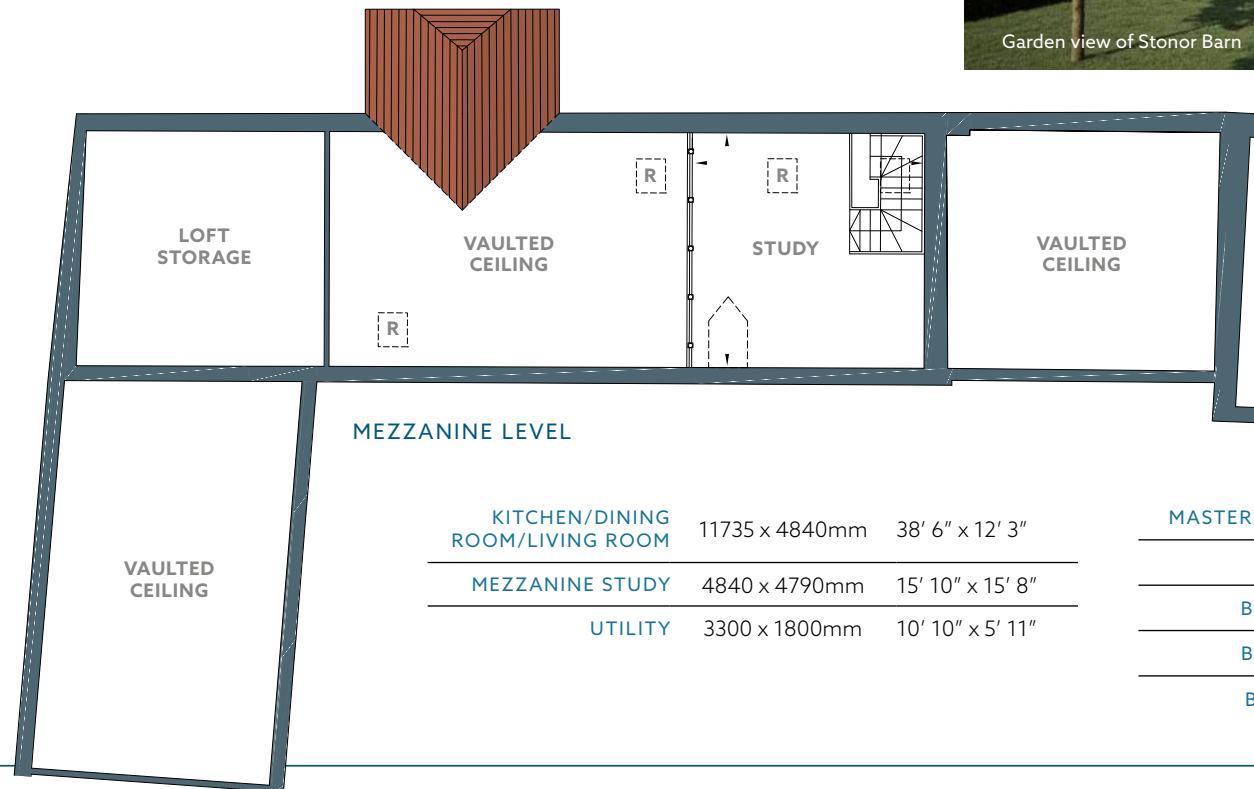 Garden view of Stonor Barn
LOFT
STORAGE
VAULTED
CEILING
R
R
R
STUDY
VAULTED
CEILING
VAULTED
CEILING
MEZZANINE LEVEL
KITCHEN/DINING
ROOM/LIVING ROOM 11735 x 4840mm 38' 6" x 12' 3"
MEZZANINE STUDY 4840 x 4790mm 15' 10" x 15' 8"
UTILITY 3300 x 1800mm 10' 10" x 5' 11"
MASTER
B
B
B